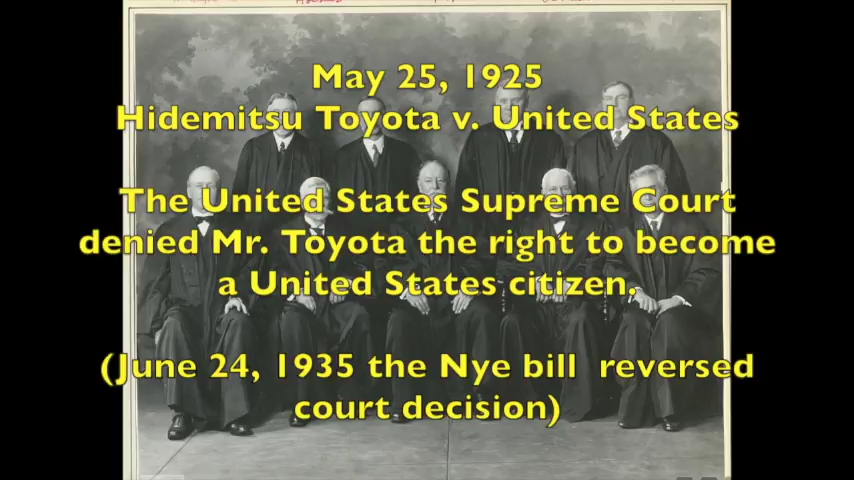 May 25, 1925
Hidemitsu Toyota v. United States
The United States Supreme Court
denied Mr. Toyota the right to become
a United States citizen.
(June 24, 1935 the Nye bill reversed
court decision)